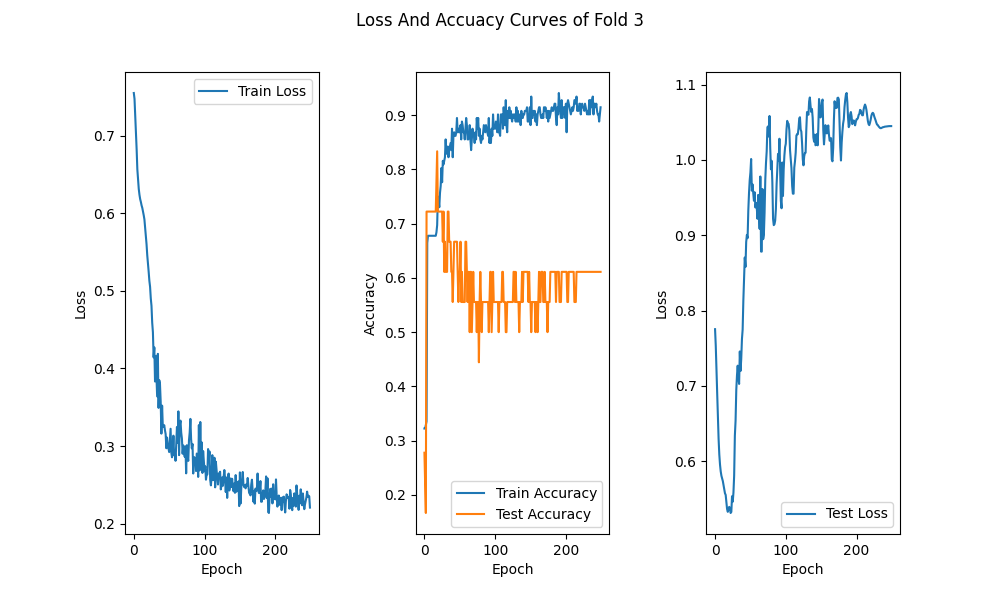 Loss And Accuacy Curves of Fold 3
Train Loss
0.7
0.6
0.5
0.4
0.3
0.2
Loss
0
100
200
Epoch
0.9
0.8
0.7
0.6
0.5
0.4
0.3
0.2
Accuracy
Train Accuracy
Test Accuracy
0
100
200
Epoch
1.1
1.0
0.9
0.8
0.7
0.6
Loss
Test Loss
0
100
200
Epoch